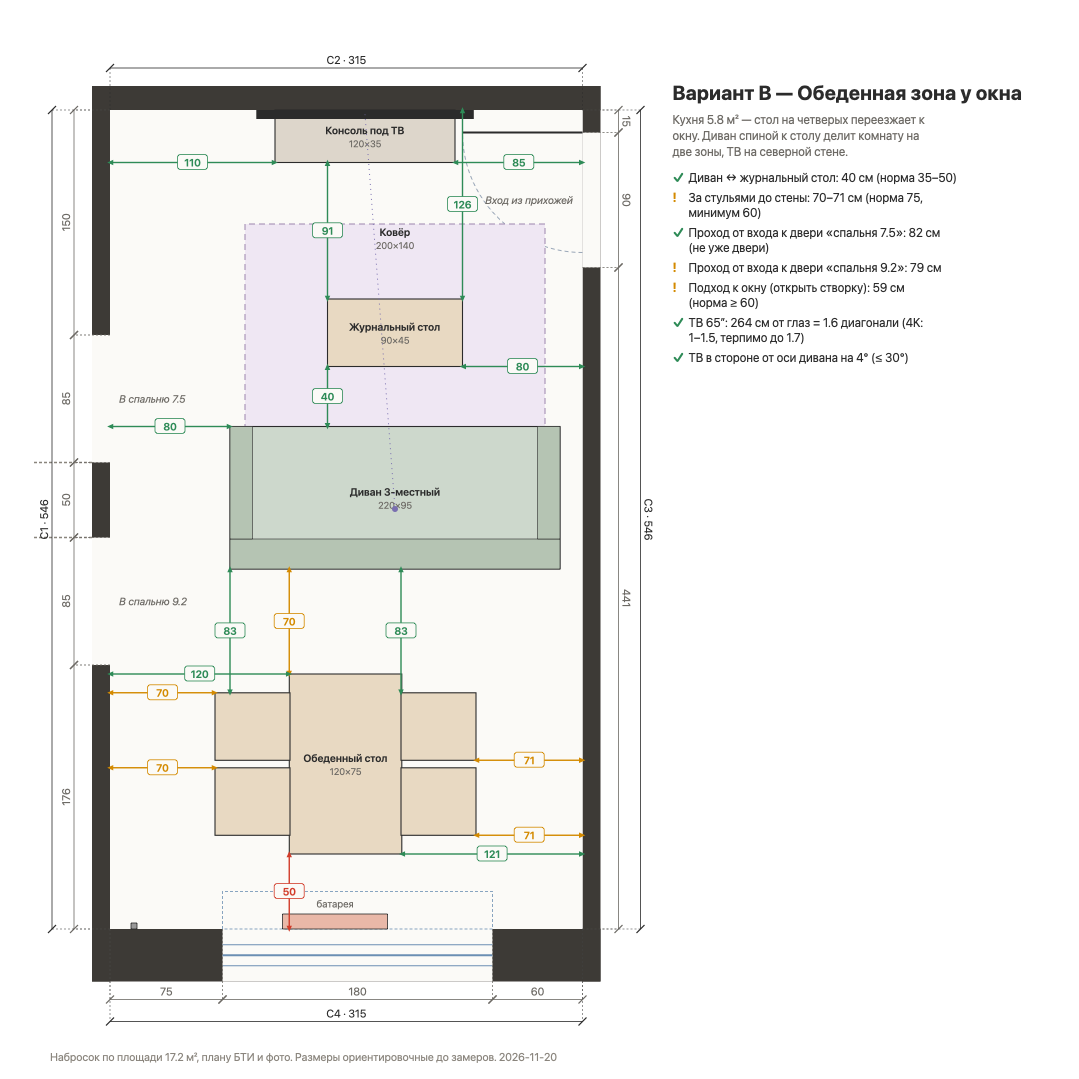 C2 · 315
Вариант B — Обеденная зона у окна
Кухня 5.8 м² — стол на четверых переезжает к
окну. Диван спиной к столу делит комнату на
две зоны, ТВ на северной стене.
✓ Диван ↔ журнальный стол: 40 см (норма 35–50)
! За стульями до стены: 70–71 см (норма 75,
минимум 60)
✓ Проход от входа к двери «спальня 7.5»: 82 см
(не уже двери)
! Проход от входа к двери «спальня 9.2»: 79 см
! Подход к окну (открыть створку): 59 см
(норма ≥ 60)
✓ ТВ 65″: 264 см от глаз = 1.6 диагонали (4K:
1–1.5, терпимо до 1.7)
✓ ТВ в стороне от оси дивана на 4° (≤ 30°)
15
Консоль под ТВ
120×35
110
85
150
90
126
Вход из прихожей
91
Ковёр
200×140
Журнальный стол
90×45
80
40
85
В спальню 7.5
80
50
C1 · 546
Диван 3-местный
220×95
C3 · 546
85
В спальню 9.2
441
70
83
83
120
70
Обеденный стол
120×75
71
70
176
71
121
50
батарея
75
180
60
C4 · 315
Набросок по площади 17.2 м², плану БТИ и фото. Размеры ориентировочные до замеров. 2026-11-20